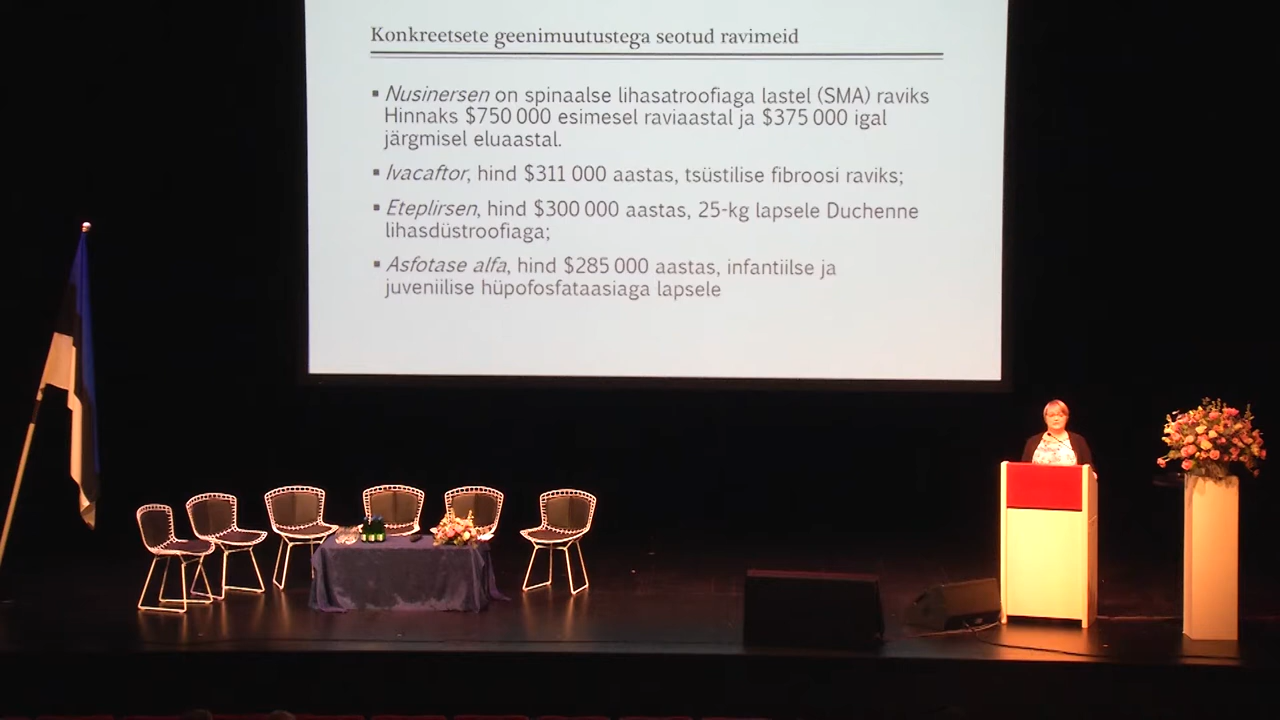 Konkreetsete geenimuutustega seotud ravimeid
▪ Nusinersen on spinaalse lihasatroofiaga lastel (SMA) raviks
Hinnaks $750 000 esimesel raviaastal ja $375 000 igal
järgmisel eluaastal.
▪ Ivacaftor, hind $311 000 aastas, tsüstilise fibroosi raviks;
▪ Eteplirsen, hind $300 000 aastas, 25-kg lapsele Duchenne
lihasdüstroofiaga;
▪ Asfotase alfa, hind $285 000 aastas, infantiilse ja
juveniilise hüpofosfataasiaga lapsele